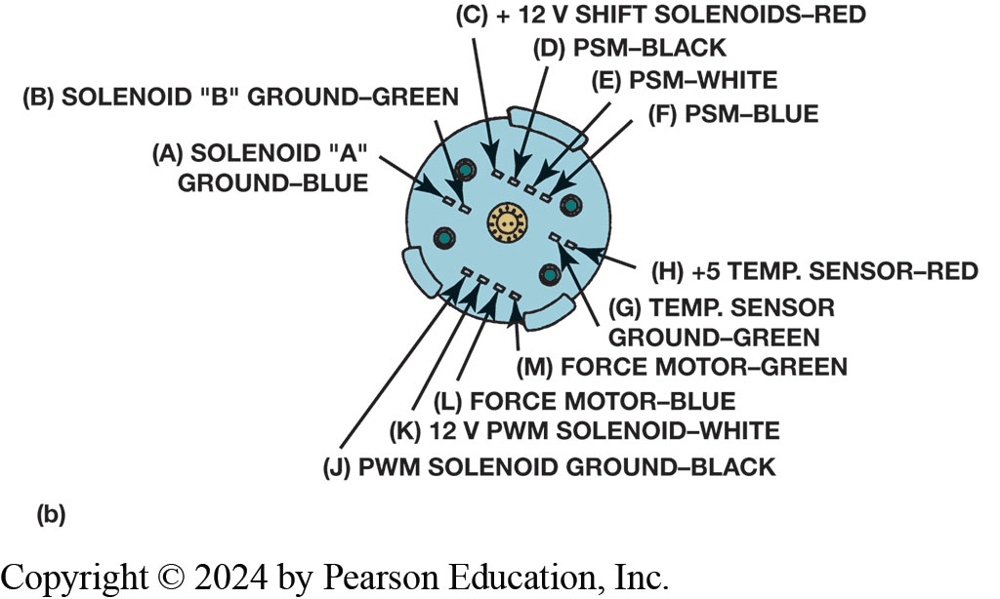 (C) + 12 V SHIFT SOLENOIDS–RED
(D) PSM–BLACK
(E) PSM–WHITE
(B) SOLENOID "B" GROUND–GREEN
(F) PSM–BLUE
(A) SOLENOID "A"
GROUND–BLUE
(H) +5 TEMP. SENSOR–RED
(G) TEMP. SENSOR
GROUND–GREEN
(M) FORCE MOTOR–GREEN
(L) FORCE MOTOR–BLUE
(K) 12 V PWM SOLENOID–WHITE
(J) PWM SOLENOID GROUND–BLACK
(b)
Copyright © 2024 by Pearson Education, Inc.